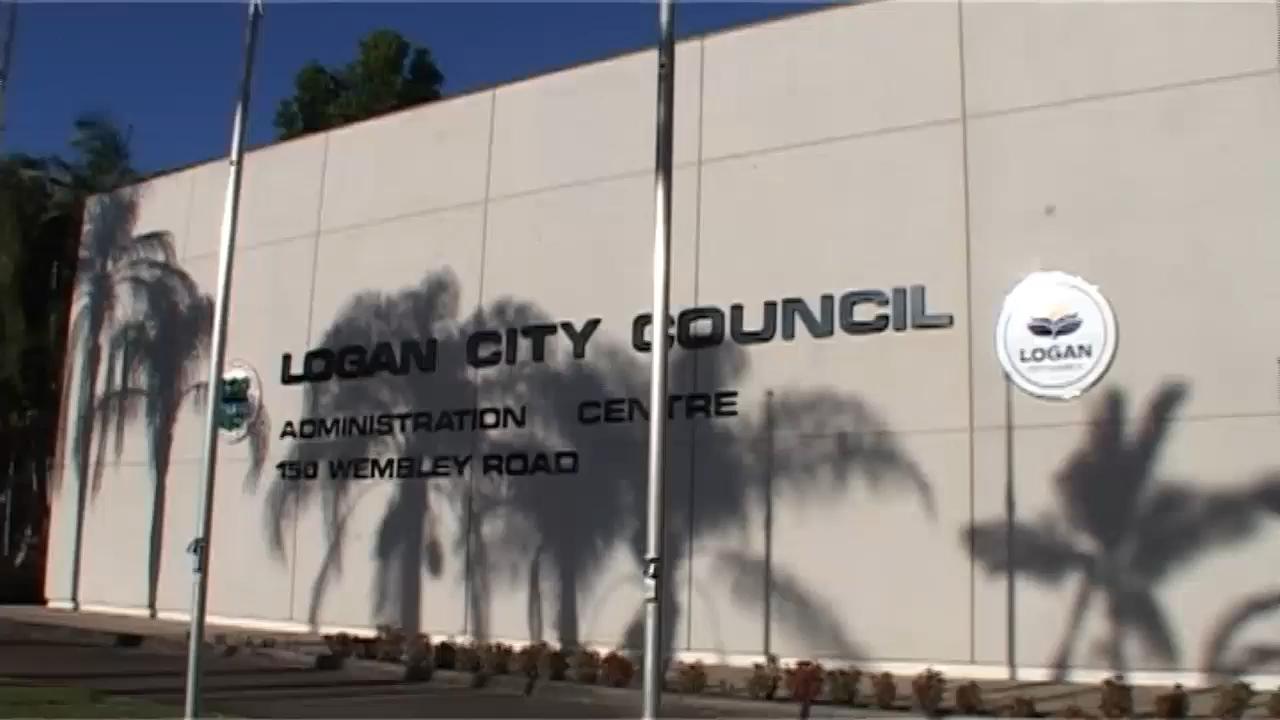 LOGAN CITY COUNCIL
ADMINISTRATION CENTRE
150 WEMBLEY ROAD
LOGAN